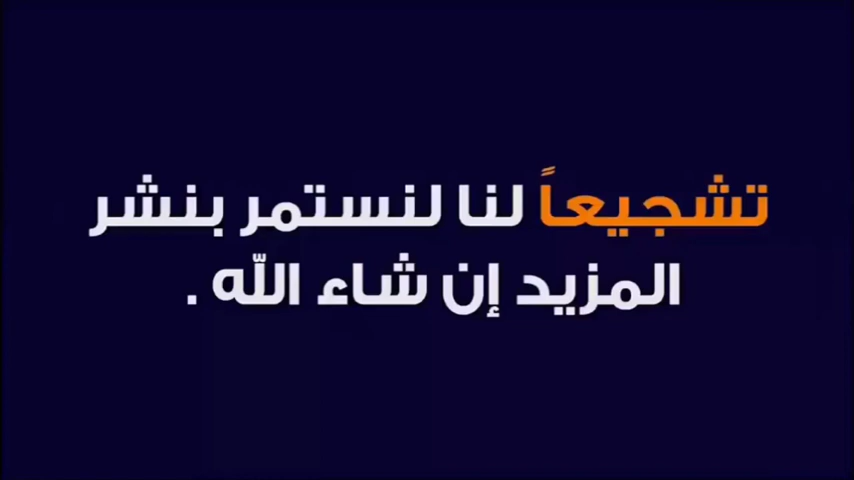 تشجيعاً لنا لنستمر بنشر
المزيد إن شاء الله .